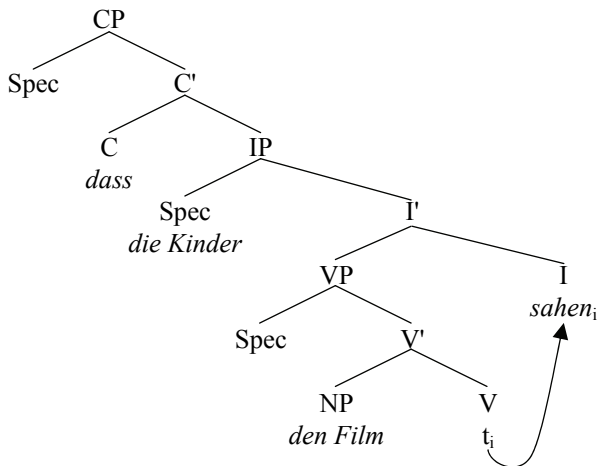 CP
Spec C'
C IP
dass
Spec I'
die Kinder
VP I
sahenᵢ
Spec V'
NP V
den Film tᵢ